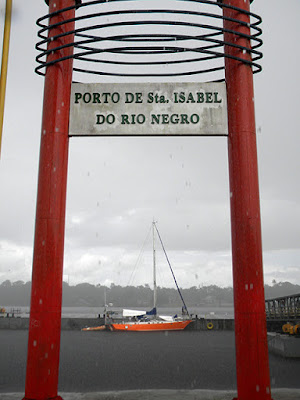 PORTO DE Sta. ISABEL
DO RIO NEGRO